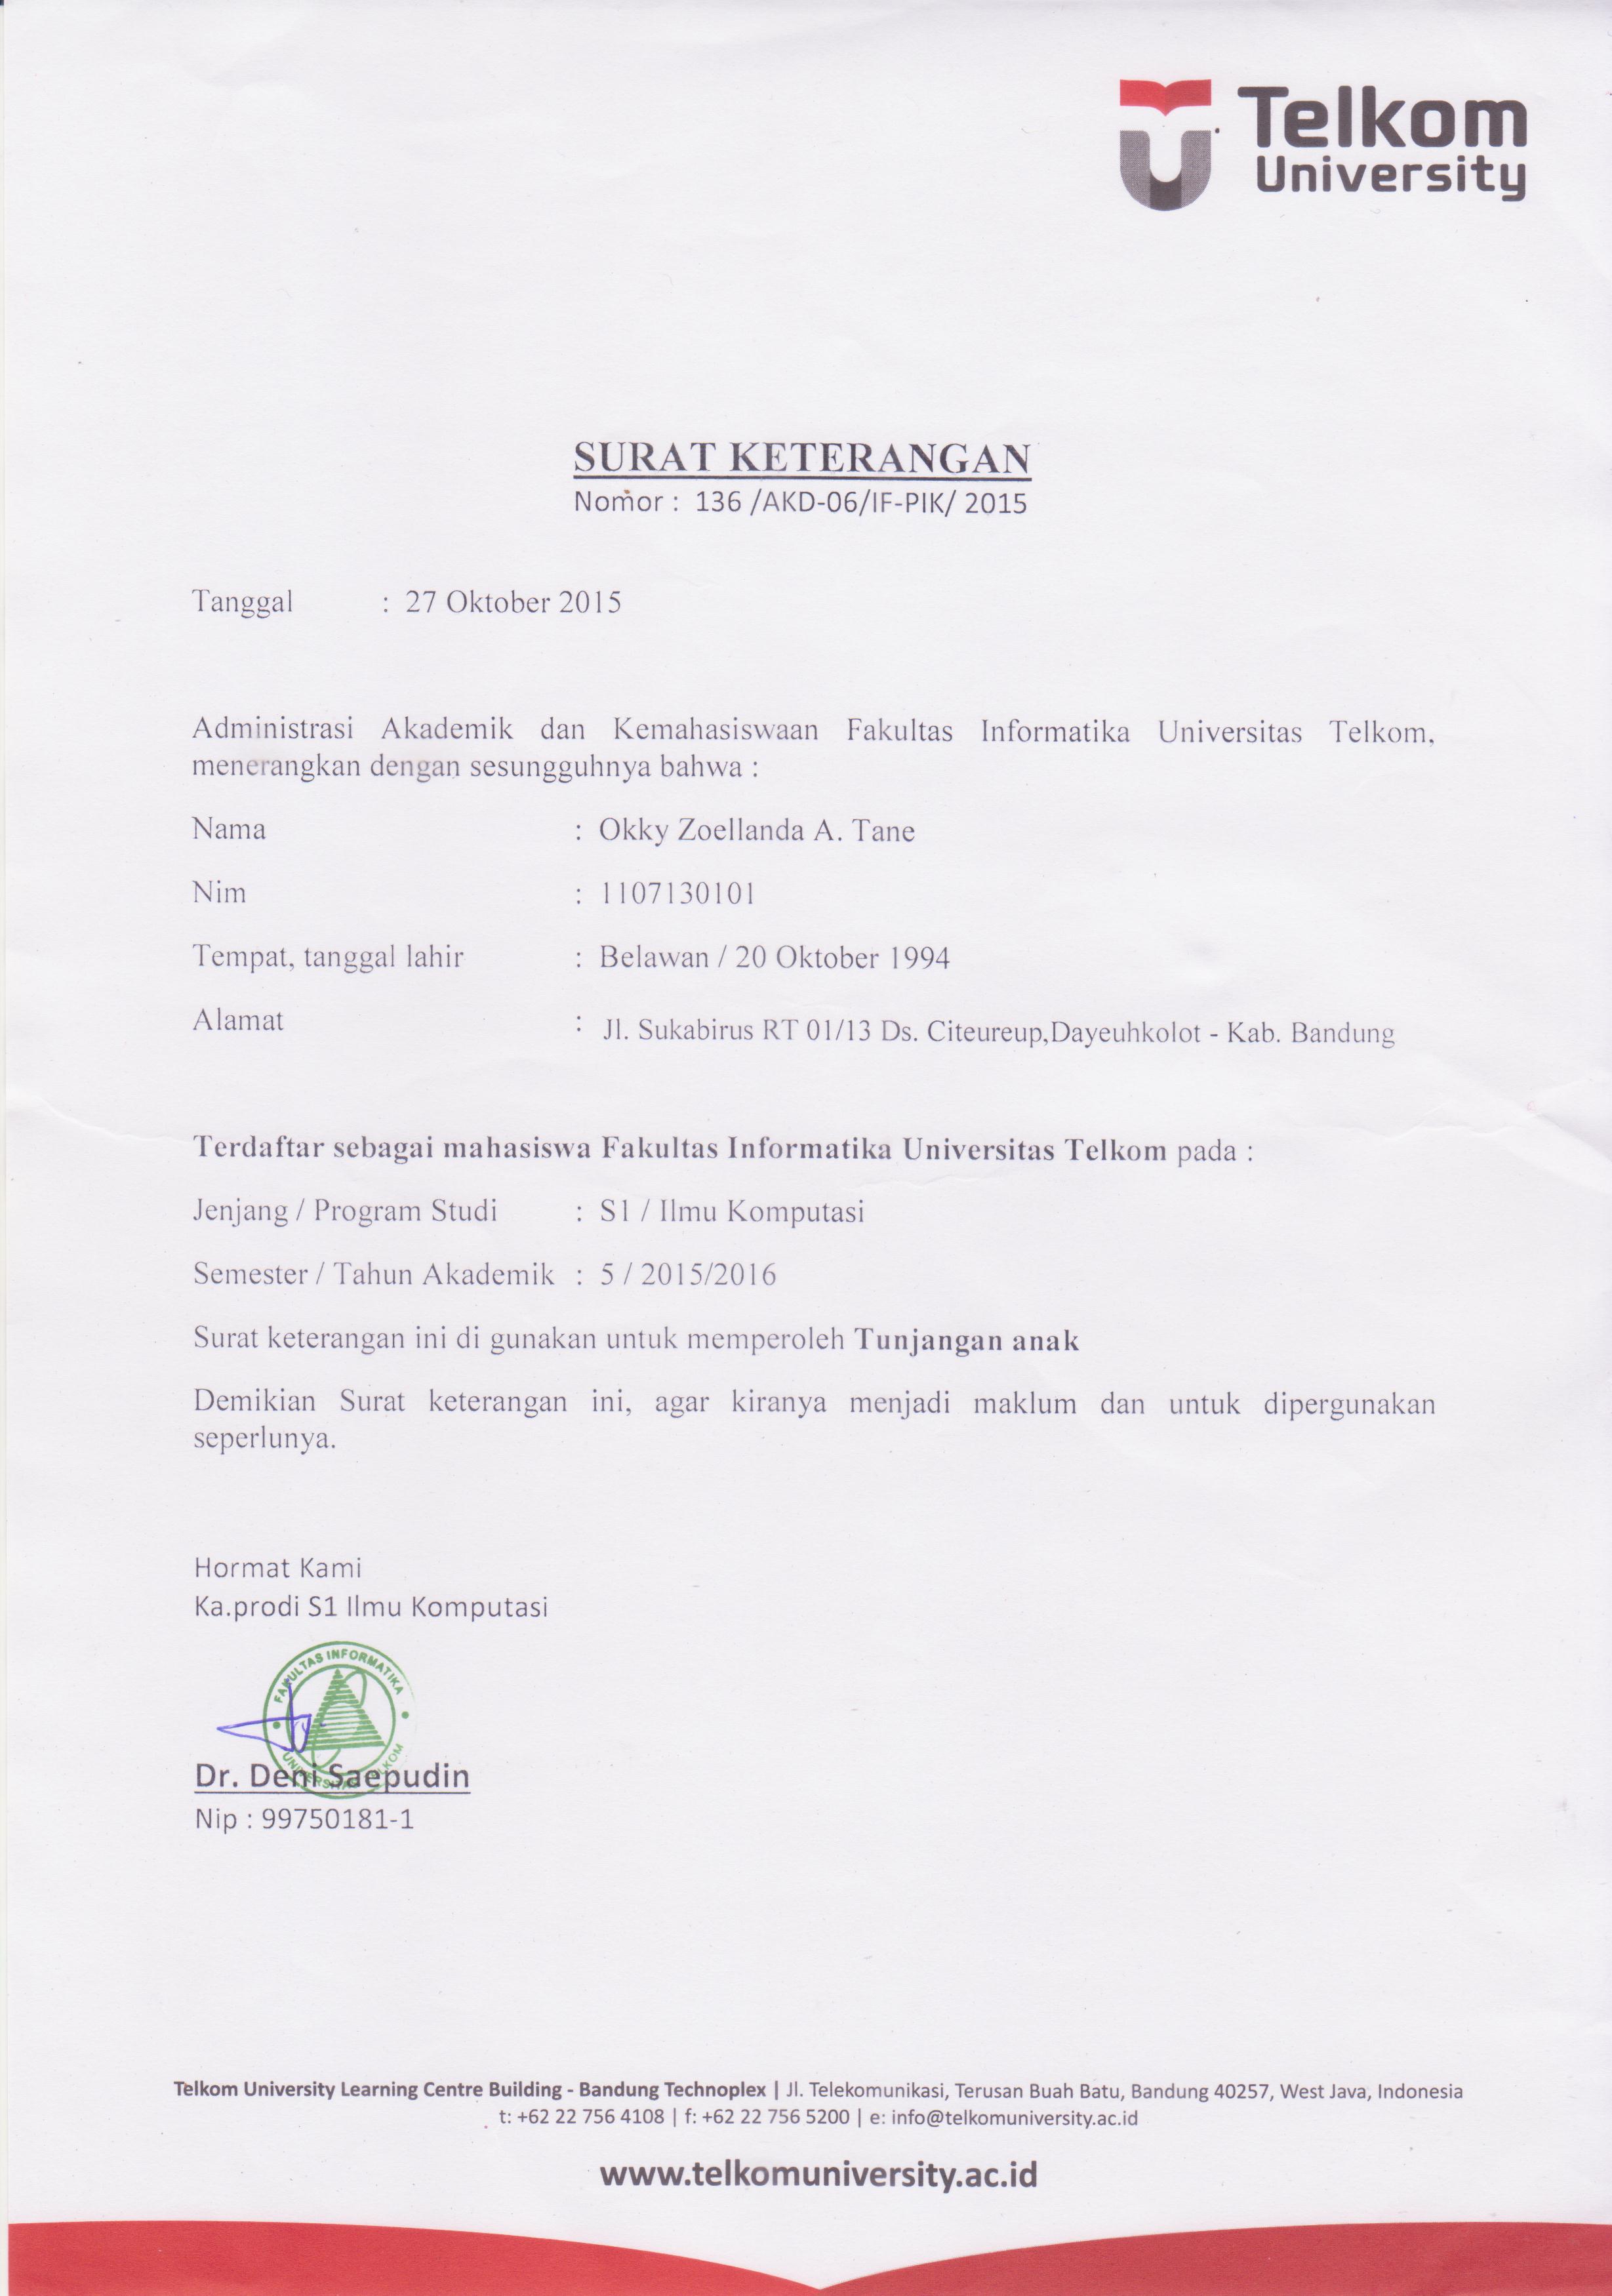 Telkom
University
SURAT KETERANGAN
Nomor : 136 /AKD-06/IF-PIK/ 2015
Tanggal : 27 Oktober 2015
Administrasi Akademik dan Kemahasiswaan Fakultas Informatika Universitas Telkom,
menerangkan dengan sesungguhnya bahwa :
Nama : Okky Zoellanda A. Tane
Nim : 1107130101
Tempat, tanggal lahir : Belawan / 20 Oktober 1994
Alamat : Jl. Sukabirus RT 01/13 Ds. Citeureup,Dayeuhkolot - Kab. Bandung
Terdaftar sebagai mahasiswa Fakultas Informatika Universitas Telkom pada :
Jenjang / Program Studi : S1 / Ilmu Komputasi
Semester / Tahun Akademik : 5 / 2015/2016
Surat keterangan ini di gunakan untuk memperoleh Tunjangan anak
Demikian Surat keterangan ini, agar kiranya menjadi maklum dan untuk dipergunakan
seperlunya.
Hormat Kami
Ka.prodi S1 Ilmu Komputasi
FAKULTAS INFORMATIKA
UNIVERSITAS TELKOM
Dr. Deni Saepudin
Nip : 99750181-1
Telkom University Learning Centre Building - Bandung Technoplex | Jl. Telekomunikasi, Terusan Buah Batu, Bandung 40257, West Java, Indonesia
t: +62 22 756 4108 | f: +62 22 756 5200 | e: info@telkomuniversity.ac.id
www.telkomuniversity.ac.id